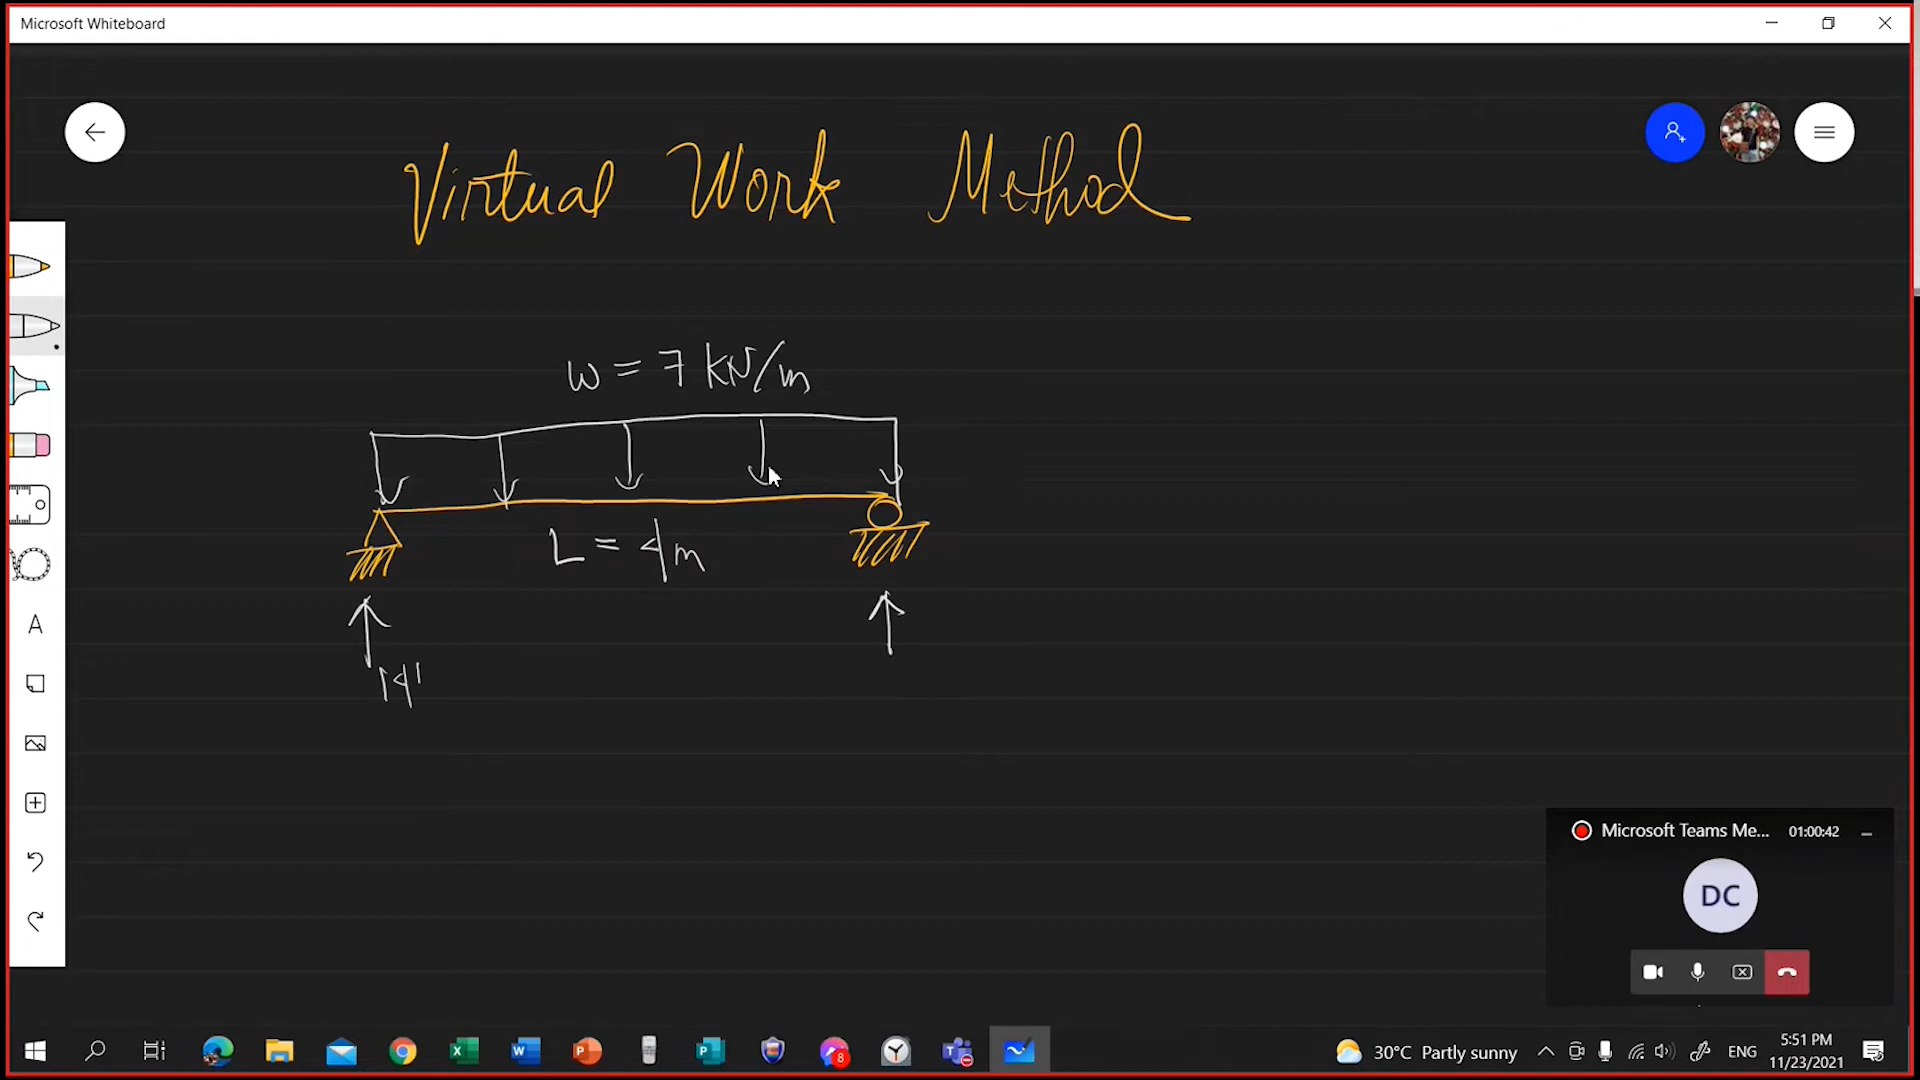 Microsoft Whiteboard
Virtual Work Method
w = 7 kN/m
L = 4m
14
A
Microsoft Teams Me... 01:00:42
DC
8
30°C Partly sunny
ENG
5:51 PM
11/23/2021